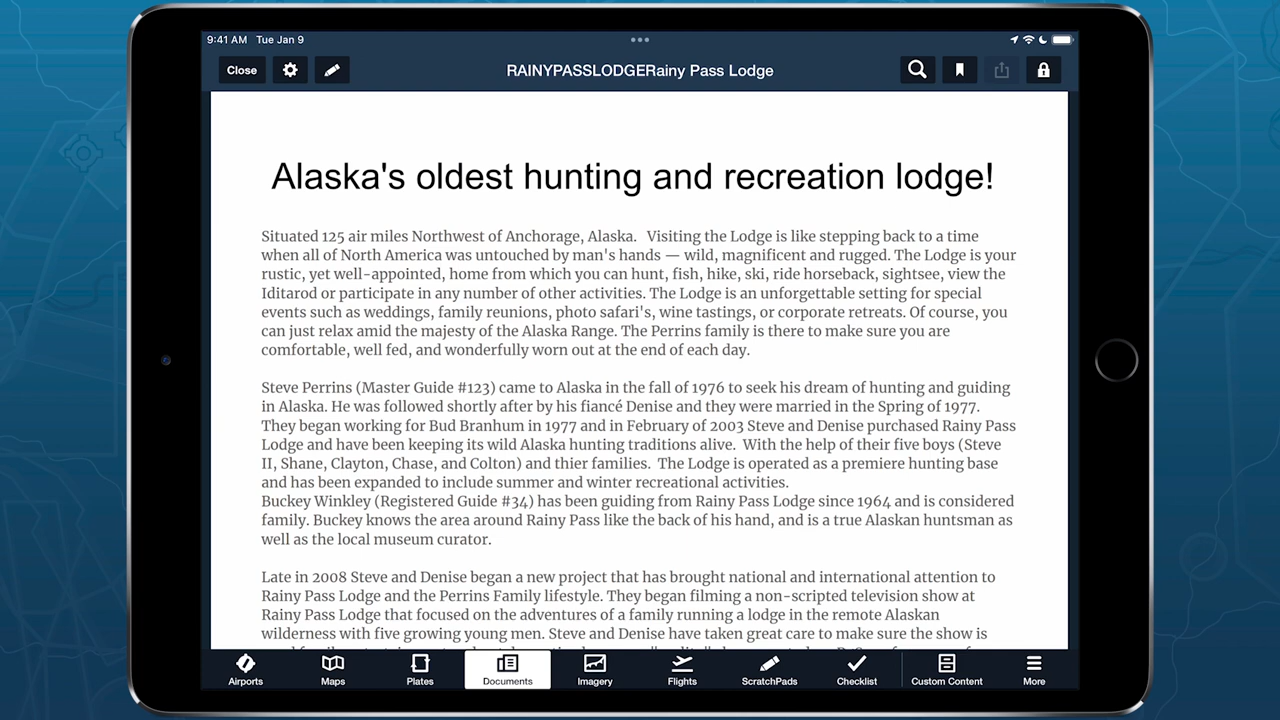 9:41 AM Tue Jan 9
Close
RAINYPASSLODGERainy Pass Lodge
Alaska's oldest hunting and recreation lodge!
Situated 125 air miles Northwest of Anchorage, Alaska. Visiting the Lodge is like stepping back to a time
when all of North America was untouched by man's hands — wild, magnificent and rugged. The Lodge is your
rustic, yet well-appointed, home from which you can hunt, fish, hike, ski, ride horseback, sightsee, view the
Iditarod or participate in any number of other activities. The Lodge is an unforgettable setting for special
events such as weddings, family reunions, photo safari's, wine tastings, or corporate retreats. Of course, you
can just relax amid the majesty of the Alaska Range. The Perrins family is there to make sure you are
comfortable, well fed, and wonderfully worn out at the end of each day.
Steve Perrins (Master Guide #123) came to Alaska in the fall of 1976 to seek his dream of hunting and guiding
in Alaska. He was followed shortly after by his fiancé Denise and they were married in the Spring of 1977.
They began working for Bud Branhum in 1977 and in February of 2003 Steve and Denise purchased Rainy Pass
Lodge and have been keeping its wild Alaska hunting traditions alive. With the help of their five boys (Steve
II, Shane, Clayton, Chase, and Colton) and thier families. The Lodge is operated as a premiere hunting base
and has been expanded to include summer and winter recreational activities.
Buckey Winkley (Registered Guide #34) has been guiding from Rainy Pass Lodge since 1964 and is considered
family. Buckey knows the area around Rainy Pass like the back of his hand, and is a true Alaskan huntsman as
well as the local museum curator.
Late in 2008 Steve and Denise began a new project that has brought national and international attention to
Rainy Pass Lodge and the Perrins Family lifestyle. They began filming a non-scripted television show at
Rainy Pass Lodge that focused on the adventures of a family running a lodge in the remote Alaskan
wilderness with five growing young men. Steve and Denise have taken great care to make sure the show is
Airports Maps Plates Documents Imagery Flights ScratchPads Checklist Custom Content More